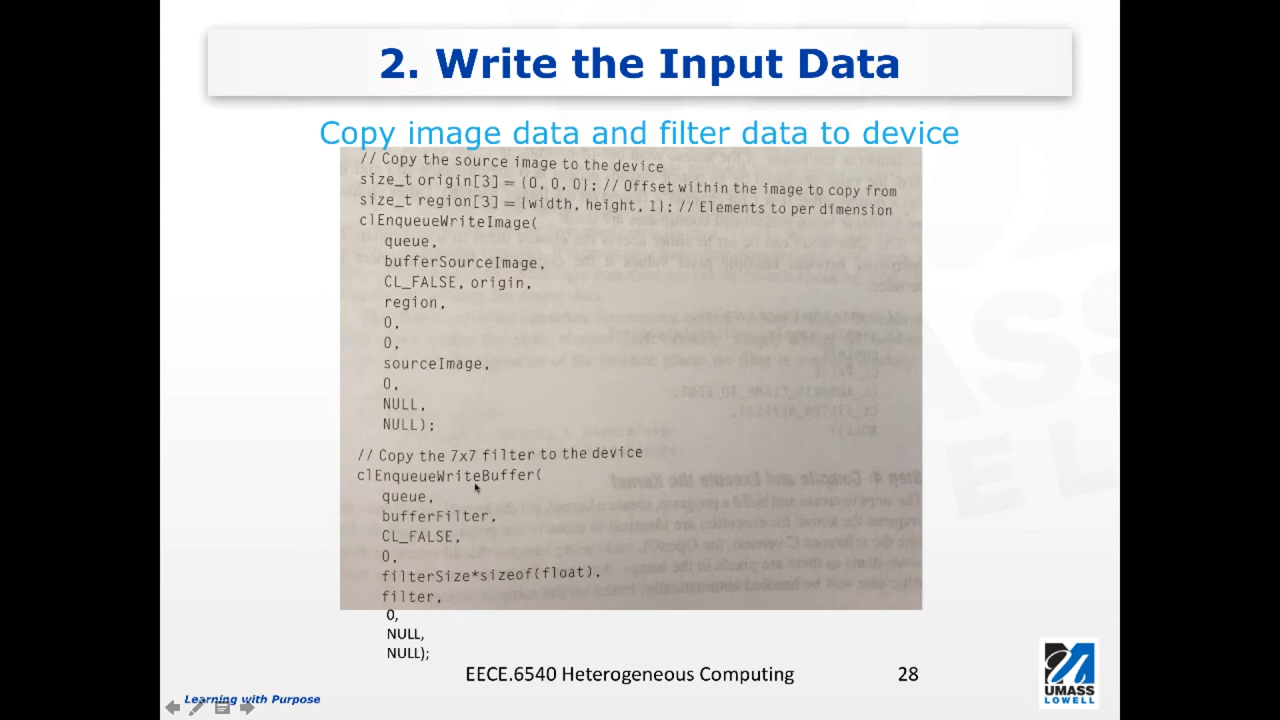 2. Write the Input Data
Copy image data and filter data to device
// Copy the source image to the device
size_t origin[3] = {0, 0, 0}; // Offset within the image to copy from
size_t region[3] = {width, height, 1}; // Elements to per dimension
clEnqueueWriteImage(
queue,
bufferSourceImage,
CL_FALSE, origin,
region,
0,
0,
sourceImage,
0,
NULL,
NULL);
// Copy the 7x7 filter to the device
clEnqueueWriteBuffer(
queue,
bufferFilter,
CL_FALSE,
0,
filterSize*sizeof(float),
filter,
0,
NULL,
NULL);
EECE.6540 Heterogeneous Computing 28
Learning with Purpose
UMASS
LOWELL